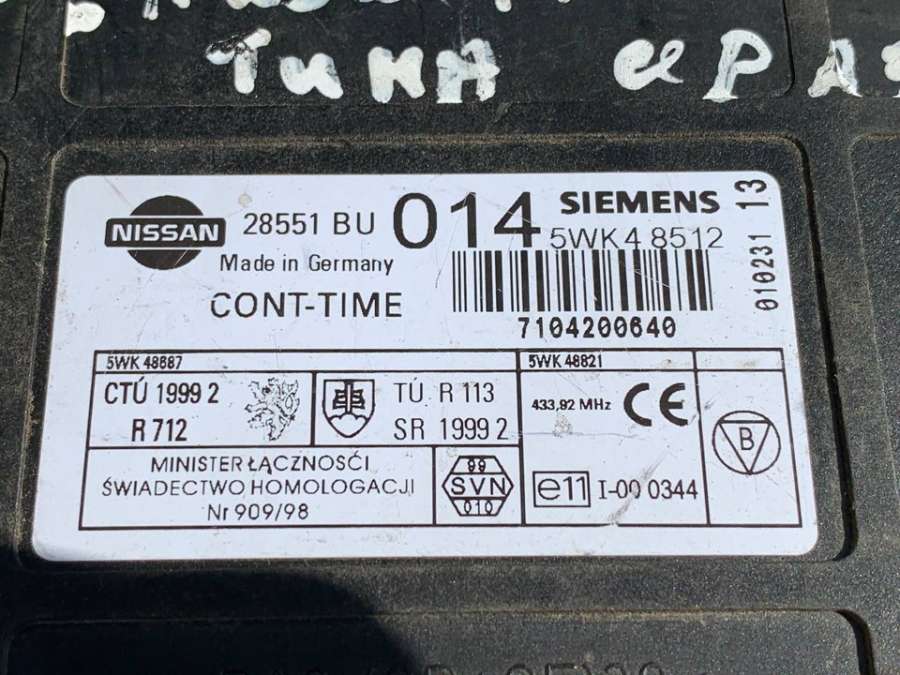 Тина
NISSAN
28551 BU 014
SIEMENS
5WK4 8512
Made in Germany
CONT-TIME
7104200640
010231 13
5WK 48687
5WK 48821
CTÚ 1999 2
R 712
TÚ R 113
SR 1999 2
433,92 MHz
CE
B
MINISTER ŁĄCZNOŚCI
ŚWIADECTWO HOMOLOGACJI
Nr 909/98
99
SVN
010
e11 I-00 0344